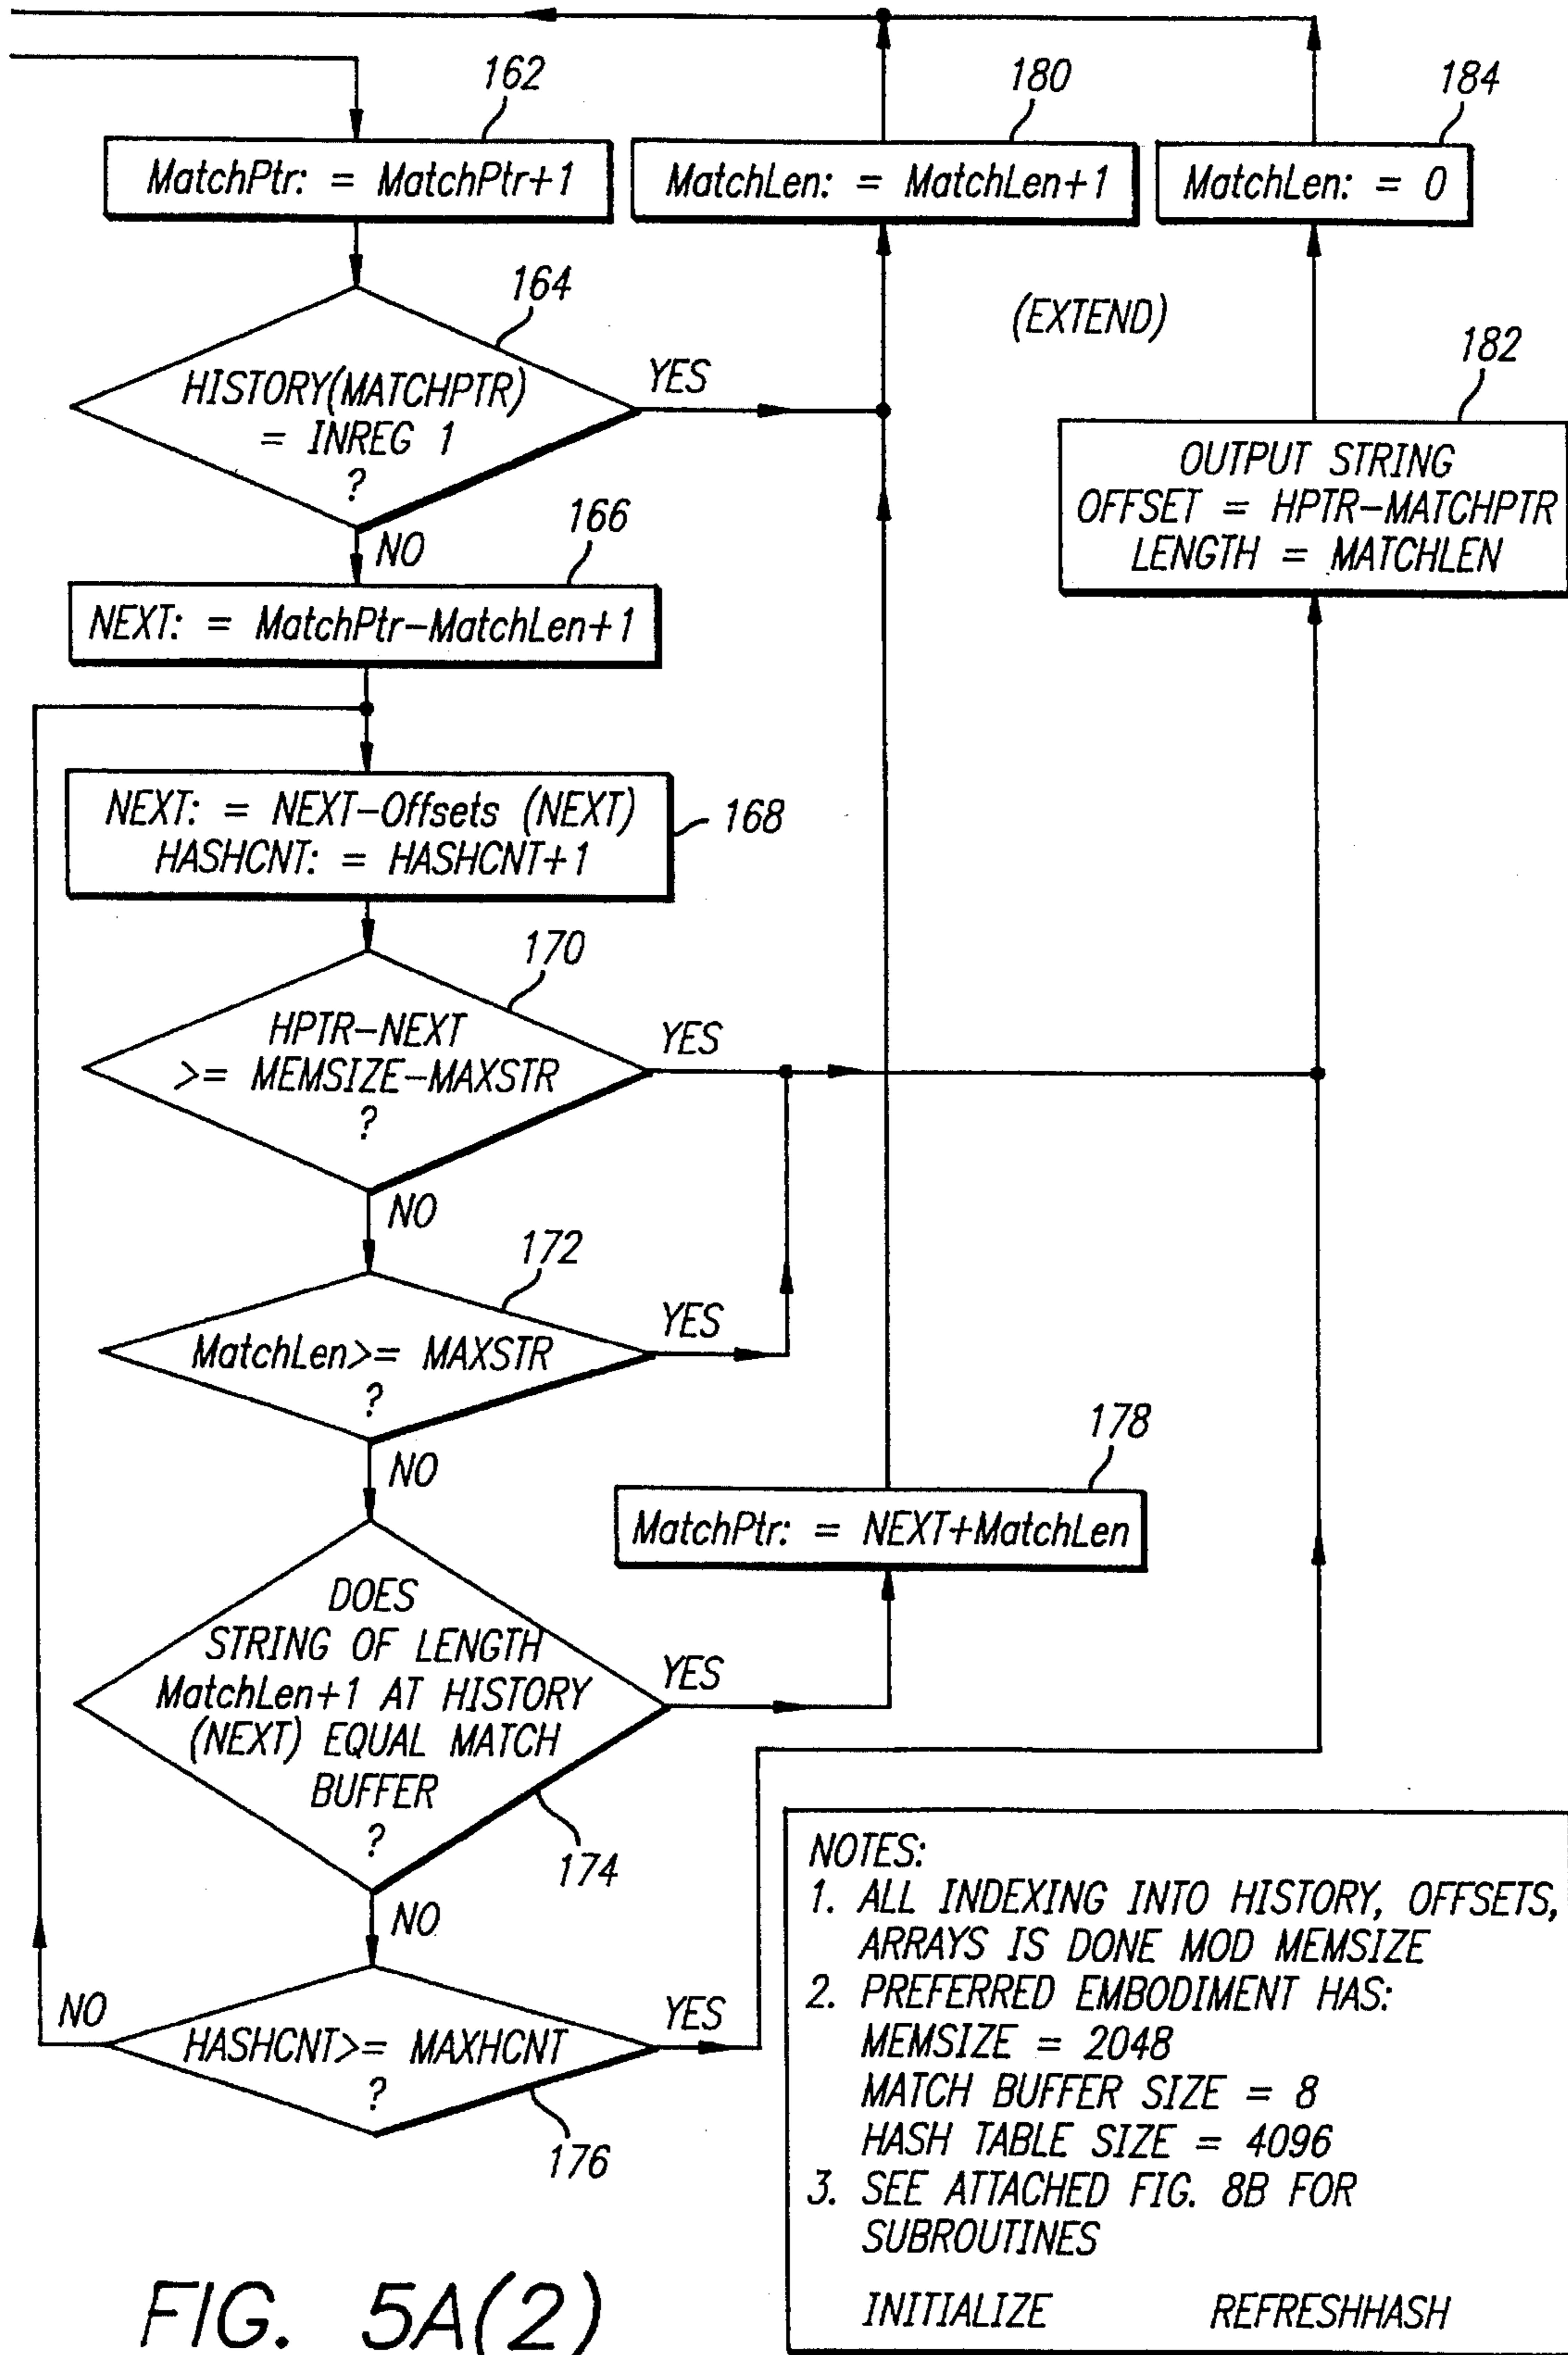 162
MatchPtr: = MatchPtr+1
180
MatchLen: = MatchLen+1
184
MatchLen: = 0
164
HISTORY(MATCHPTR)
= INREG 1
?
YES
NO
(EXTEND)
182
OUTPUT STRING
OFFSET = HPTR-MATCHPTR
LENGTH = MATCHLEN
166
NEXT: = MatchPtr-MatchLen+1
NEXT: = NEXT-Offsets (NEXT)
HASHCNT: = HASHCNT+1
168
170
HPTR-NEXT
>= MEMSIZE-MAXSTR
?
YES
NO
172
MatchLen>= MAXSTR
?
YES
NO
178
MatchPtr: = NEXT+MatchLen
DOES
STRING OF LENGTH
MatchLen+1 AT HISTORY
(NEXT) EQUAL MATCH
BUFFER
?
YES
174
NO
NO
HASHCNT>= MAXHCNT
?
YES
176
NOTES:
1. ALL INDEXING INTO HISTORY, OFFSETS,
ARRAYS IS DONE MOD MEMSIZE
2. PREFERRED EMBODIMENT HAS:
MEMSIZE = 2048
MATCH BUFFER SIZE = 8
HASH TABLE SIZE = 4096
3. SEE ATTACHED FIG. 8B FOR
SUBROUTINES
INITIALIZE REFRESHHASH
FIG. 5A(2)